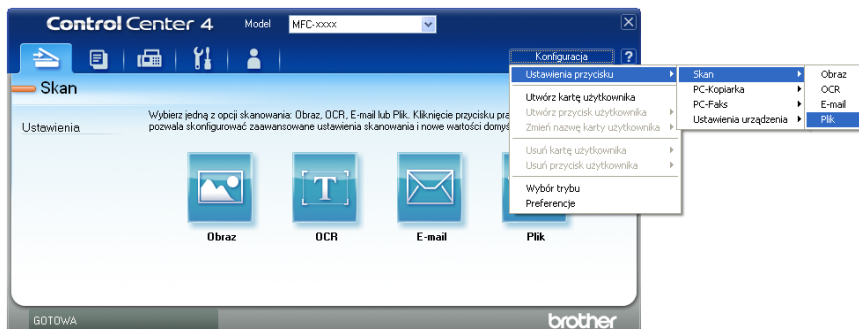 Control Center 4 Model MFC-xxxx
Konfiguracja ?
Skan
Ustawienia
Wybierz jedną z opcji skanowania: Obraz, OCR, E-mail lub Plik. Kliknięcie przycisku
pozwala skonfigurować zaawansowane ustawienia skanowania i nowe wartości
Obraz
OCR
E-mail
Plik
Ustawienia przycisku
Utwórz kartę użytkownika
Utwórz przycisk użytkownika
Zmień nazwę karty użytkownika
Usuń kartę użytkownika
Usuń przycisk użytkownika
Wybór trybu
Preferencje
Skan
PC-Kopiarka
PC-Faks
Ustawienia urządzenia
Obraz
OCR
E-mail
Plik
GOTOWA
brother